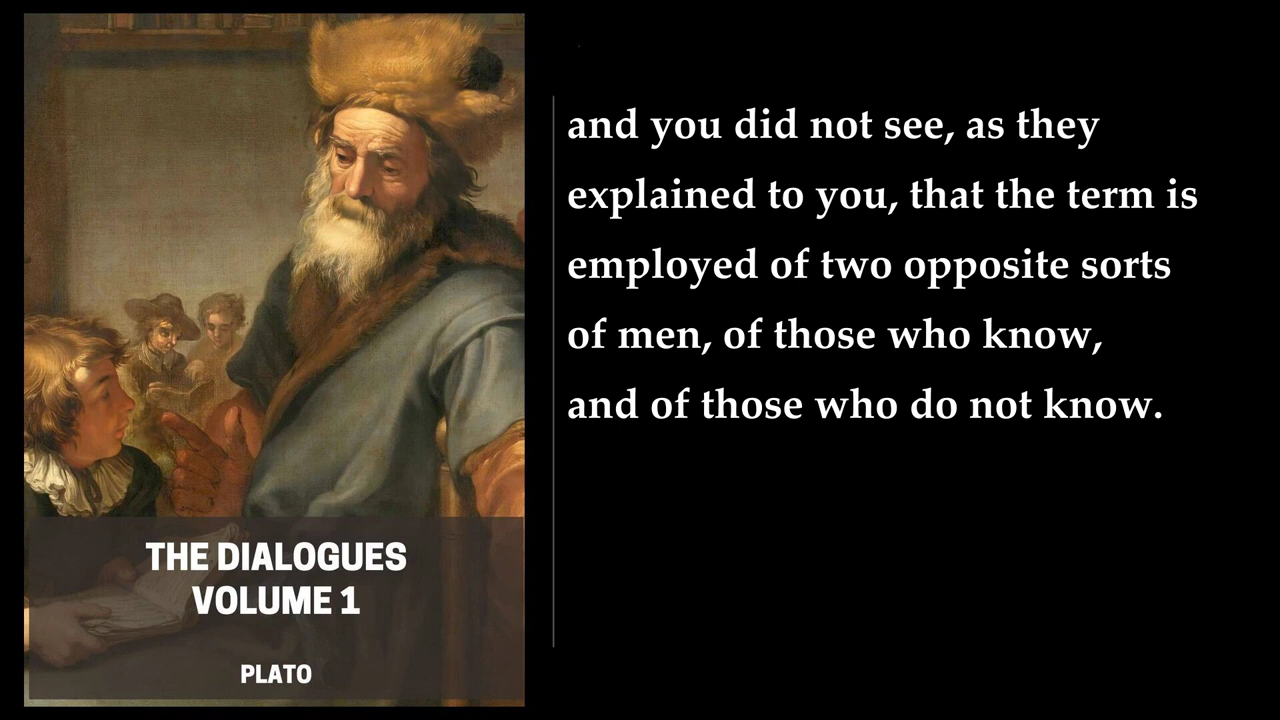 and you did not see, as they
explained to you, that the term is
employed of two opposite sorts
of men, of those who know,
and of those who do not know.
THE DIALOGUES
VOLUME 1
PLATO